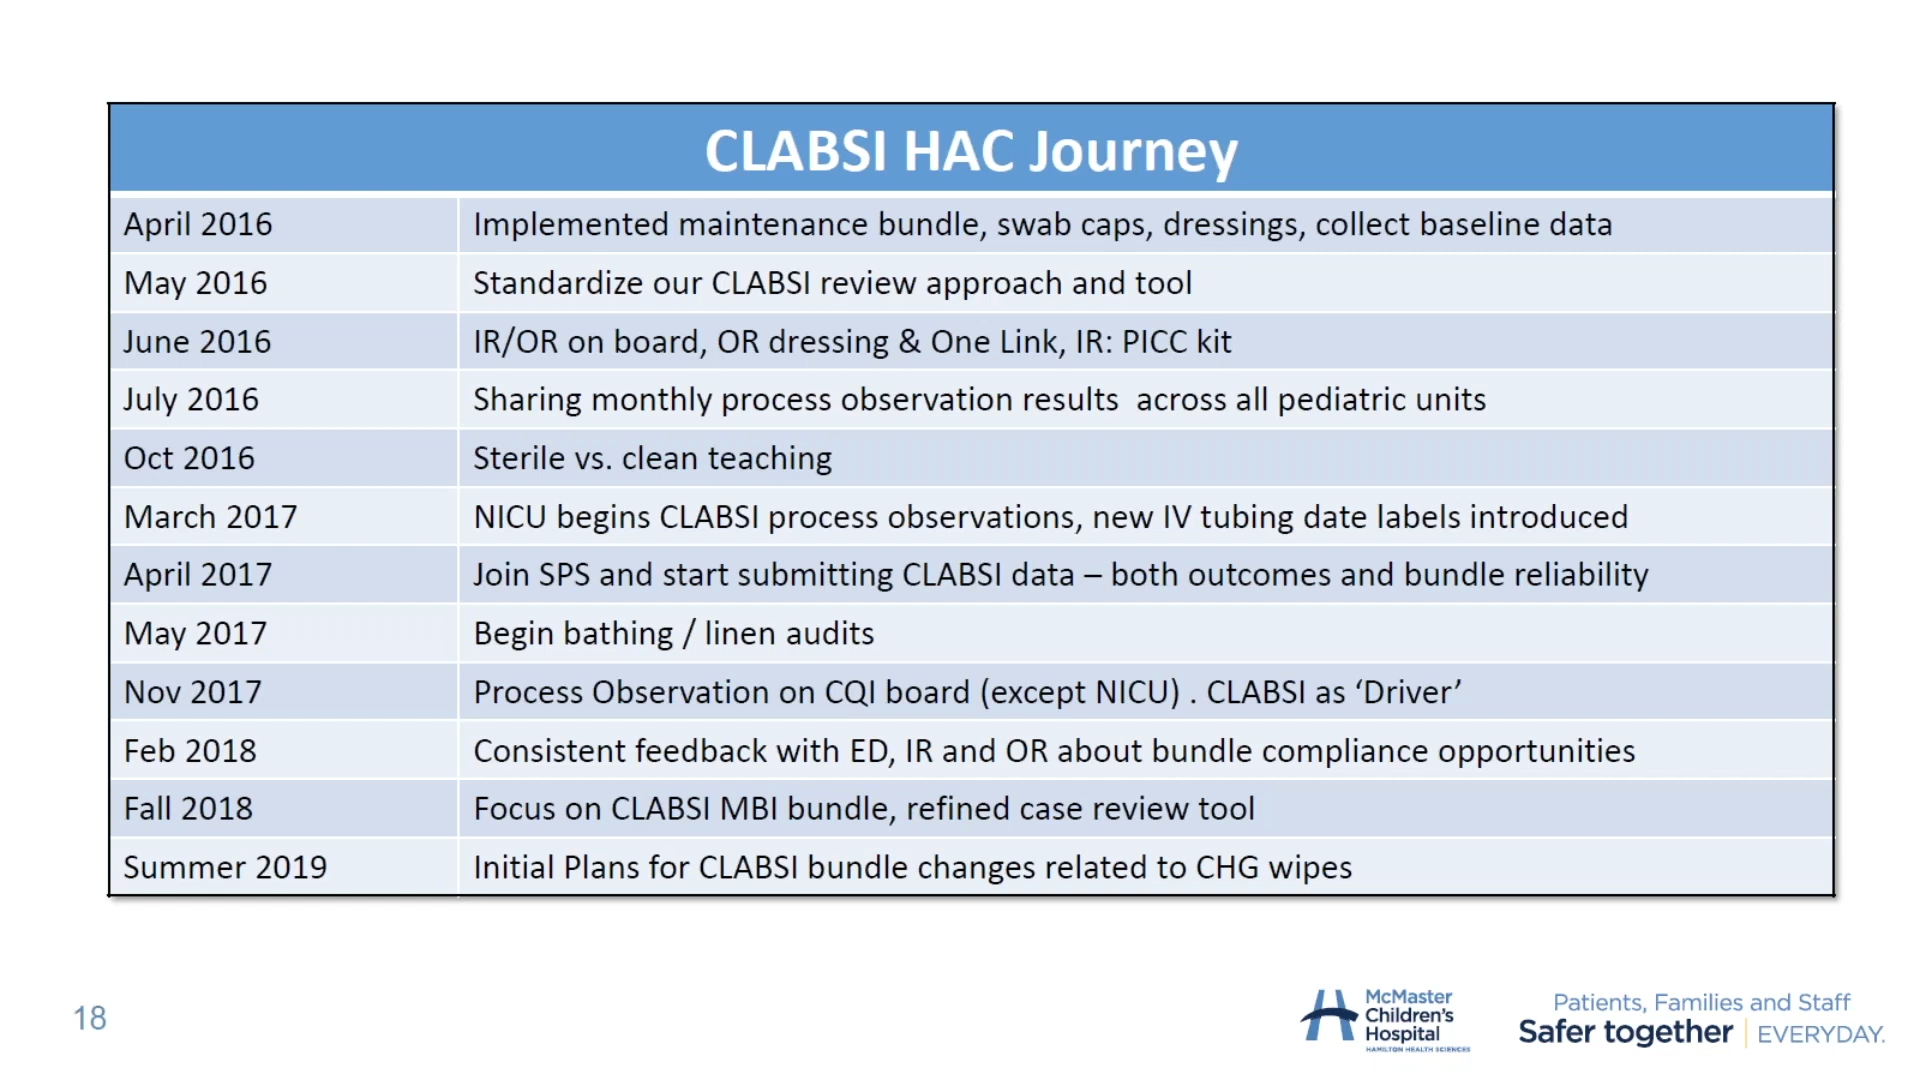 CLABSI HAC Journey
April 2016 Implemented maintenance bundle, swab caps, dressings, collect baseline data
May 2016 Standardize our CLABSI review approach and tool
June 2016 IR/OR on board, OR dressing & One Link, IR: PICC kit
July 2016 Sharing monthly process observation results  across all pediatric units
Oct 2016 Sterile vs. clean teaching
March 2017 NICU begins CLABSI process observations, new IV tubing date labels introduced
April 2017 Join SPS and start submitting CLABSI data – both outcomes and bundle reliability
May 2017 Begin bathing / linen audits
Nov 2017 Process Observation on CQI board (except NICU) . CLABSI as ‘Driver’
Feb 2018 Consistent feedback with ED, IR and OR about bundle compliance opportunities
Fall 2018 Focus on CLABSI MBI bundle, refined case review tool
Summer 2019 Initial Plans for CLABSI bundle changes related to CHG wipes
18
McMaster
Children's
Hospital
HAMILTON HEALTH SCIENCES
Patients, Families and Staff
Safer together | EVERYDAY.